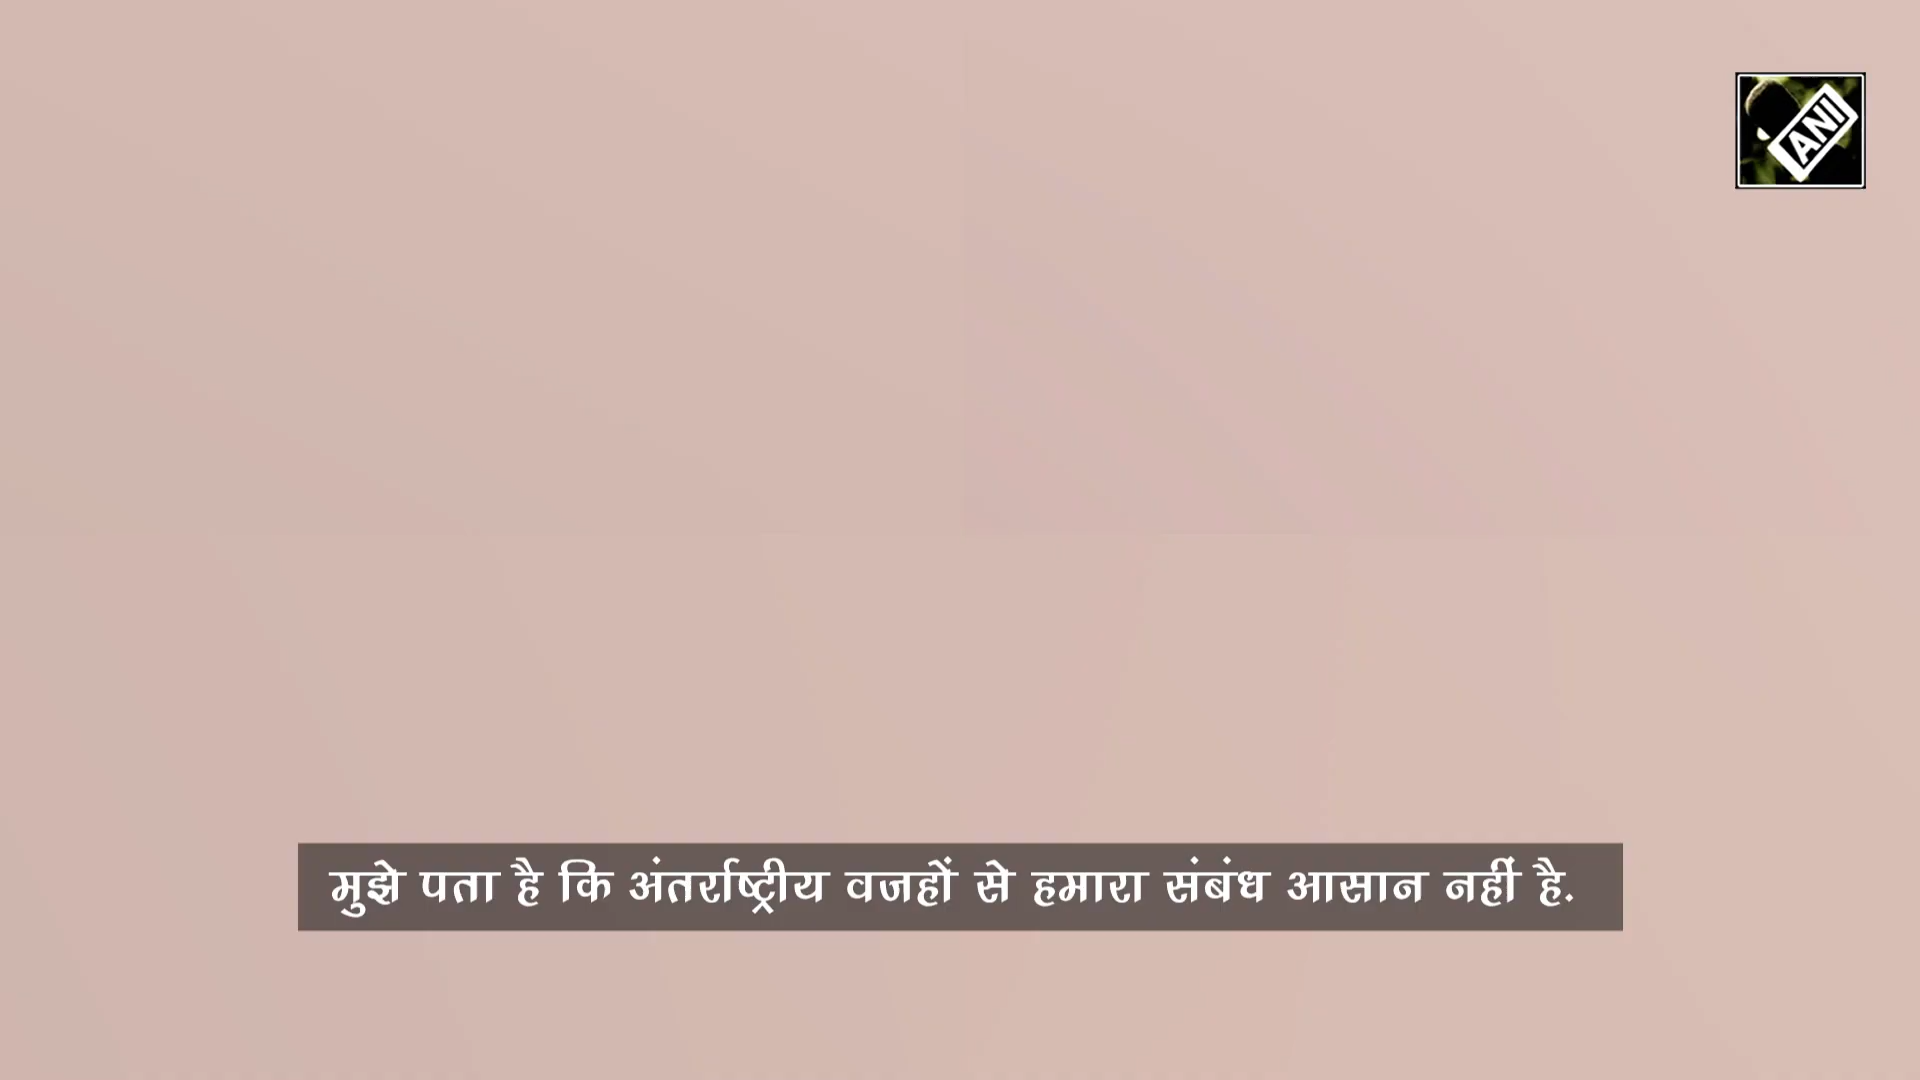 ANI
मुझे पता है कि अंतर्राष्ट्रीय वजहों से हमारा संबंध आसान नहीं है.